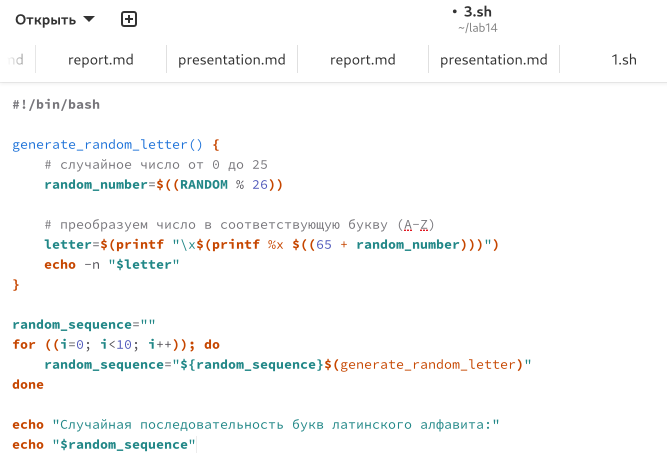 Открыть
• 3.sh
~/lab14
md report.md presentation.md report.md presentation.md 1.sh
#!/bin/bash

generate_random_letter() {
    # случайное число от 0 до 25
    random_number=$((RANDOM % 26))

    # преобразуем число в соответствующую букву (A-Z)
    letter=$(printf "\x$(printf %x $((65 + random_number)))")
    echo -n "$letter"
}

random_sequence=""
for ((i=0; i<10; i++)); do
    random_sequence="${random_sequence}$(generate_random_letter)"
done

echo "Случайная последовательность букв латинского алфавита:"
echo "$random_sequence"